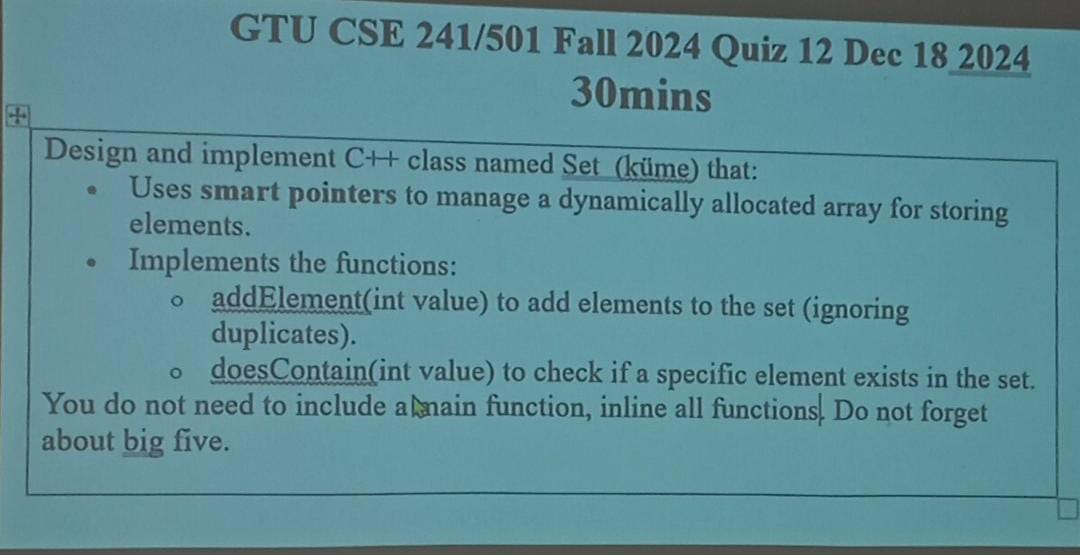 GTU CSE 241/501 Fall 2024 Quiz 12 Dec 18 2024
30mins
Design and implement C++ class named Set (küme) that:
• Uses smart pointers to manage a dynamically allocated array for storing
elements.
• Implements the functions:
o addElement(int value) to add elements to the set (ignoring
duplicates).
o doesContain(int value) to check if a specific element exists in the set.
You do not need to include a main function, inline all functions. Do not forget
about big five.